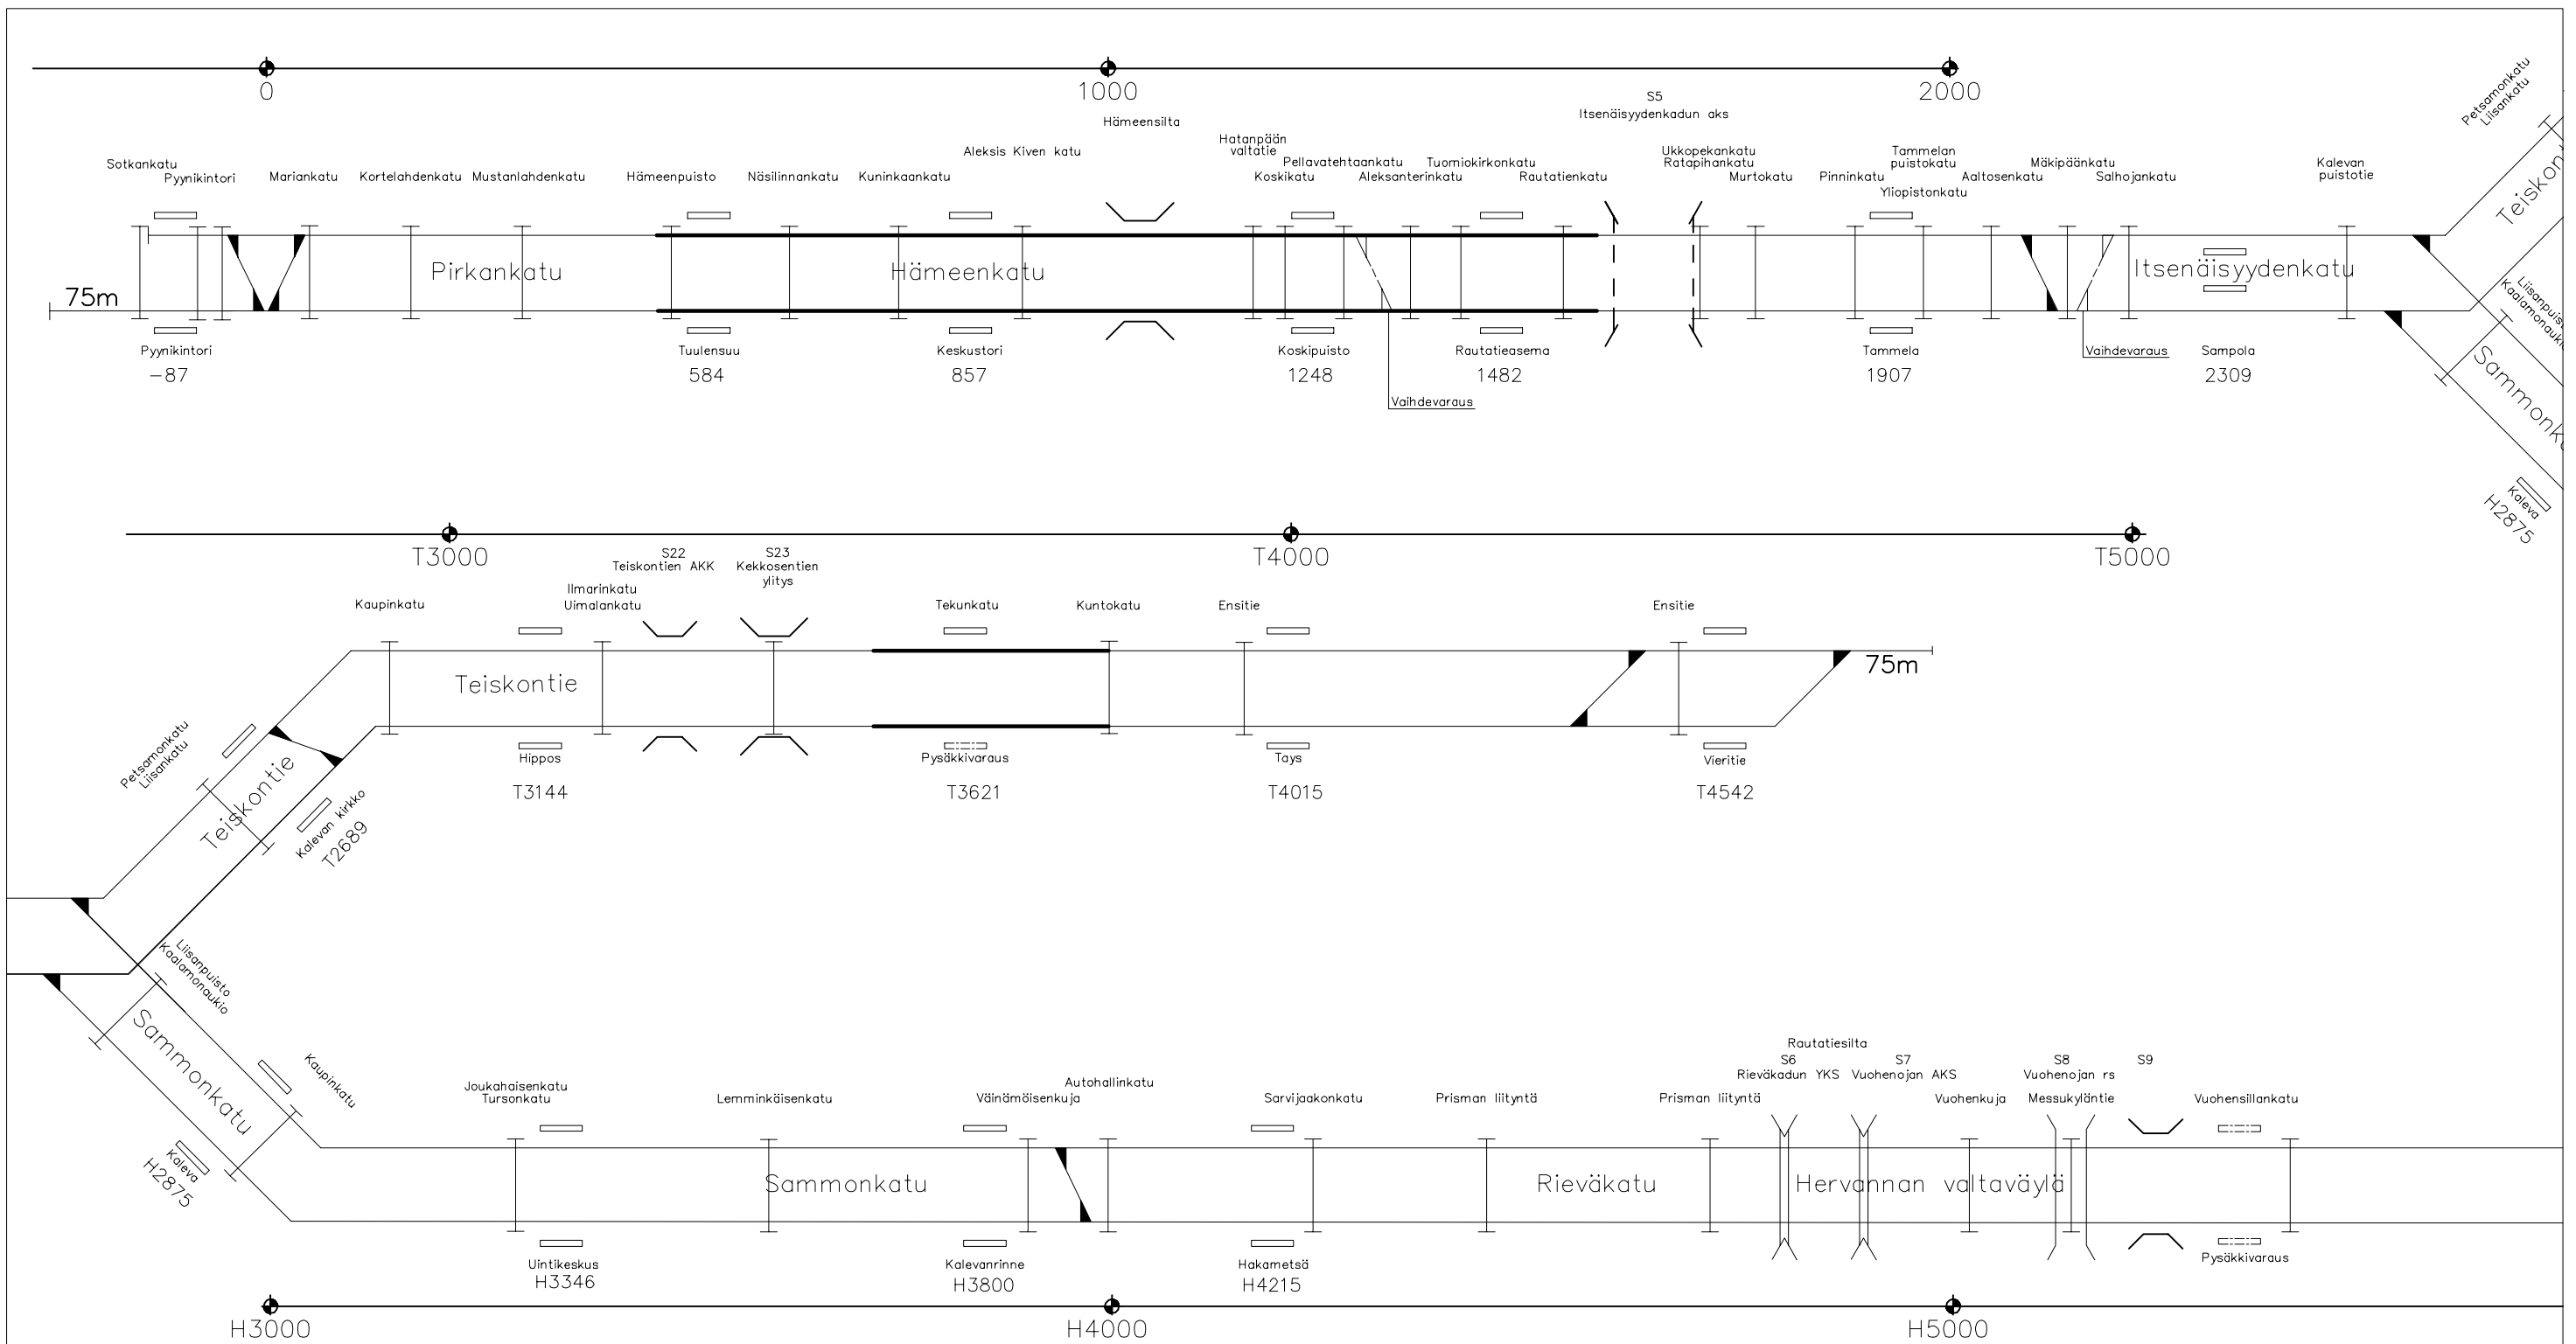 0
1000
2000
S5
Itsenäisyydenkadun aks
Hämeensilta
Petsamonkatu
Liisankatu
Sotkankatu
Pyynikintori
Mariankatu
Kortelahdenkatu
Mustanlahdenkatu
Hämeenpuisto
Näsilinnankatu
Kuninkaankatu
Aleksis Kiven katu
Hatanpään
valtatie
Koskikatu
Pellavatehtaankatu
Aleksanterinkatu
Tuomiokirkonkatu
Rautatienkatu
Ukkopekankatu
Ratapihankatu
Murtokatu
Pinninkatu
Tammelan
puistokatu
Yliopistonkatu
Aaltosenkatu
Mäkipäänkatu
Salhojankatu
Kalevan
puistotie
75m
Pirkankatu
Hämeenkatu
Itsenäisyydenkatu
Teiskon
Liisanpuis
Kaalamonauki
Sammonk
Pyynikintori
-87
Tuulensuu
584
Keskustori
857
Koskipuisto
1248
Vaihdevaraus
Rautatieasema
1482
Tammela
1907
Vaihdevaraus
Sampola
2309
Kaleva
H2875
T3000
T4000
T5000
S22
Teiskontien AKK
S23
Kekkosentien
ylitys
Kaupinkatu
Ilmarinkatu
Uimalankatu
Tekunkatu
Kuntokatu
Ensitie
Ensitie
Teiskontie
75m
Hippos
T3144
Pysäkkivaraus
T3621
Tays
T4015
Vieritie
T4542
Petsamonkatu
Liisankatu
Teiskontie
Kalevan kirkko
T2689
Liisanpuisto
Kaalamonaukio
Sammonkatu
Kaupinkatu
Kaleva
H2875
Joukahaisenkatu
Tursonkatu
Lemminkäisenkatu
Väinämöisenkuja
Autohallinkatu
Sarvijaakonkatu
Prisman liityntä
Prisman liityntä
Rautatiesilta
S6
Rieväkadun YKS
S7
Vuohenojan AKS
Vuohenkuja
S8
Vuohenojan rs
Messukyläntie
S9
Vuohensillankatu
Sammonkatu
Rieväkatu
Hervannan valtaväylä
Uintikeskus
H3346
Kalevanrinne
H3800
Hakametsä
H4215
Pysäkkivaraus
H3000
H4000
H5000